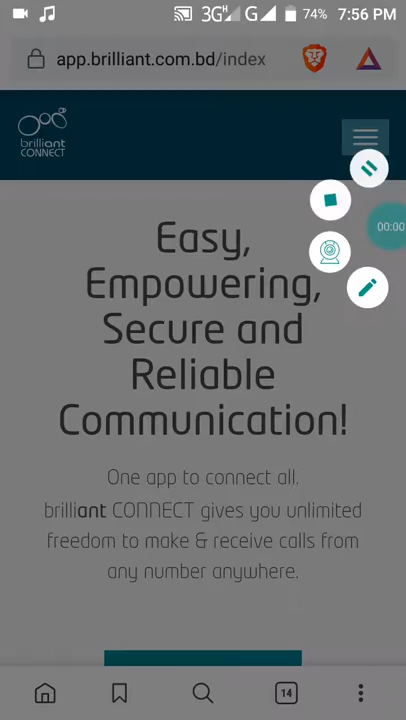 3G H G 74% 7:56 PM
app.brilliant.com.bd/index
brilliant
CONNECT
00:00
Easy,
Empowering,
Secure and
Reliable
Communication!
One app to connect all.
brilliant CONNECT gives you unlimited
freedom to make & receive calls from
any number anywhere.
14